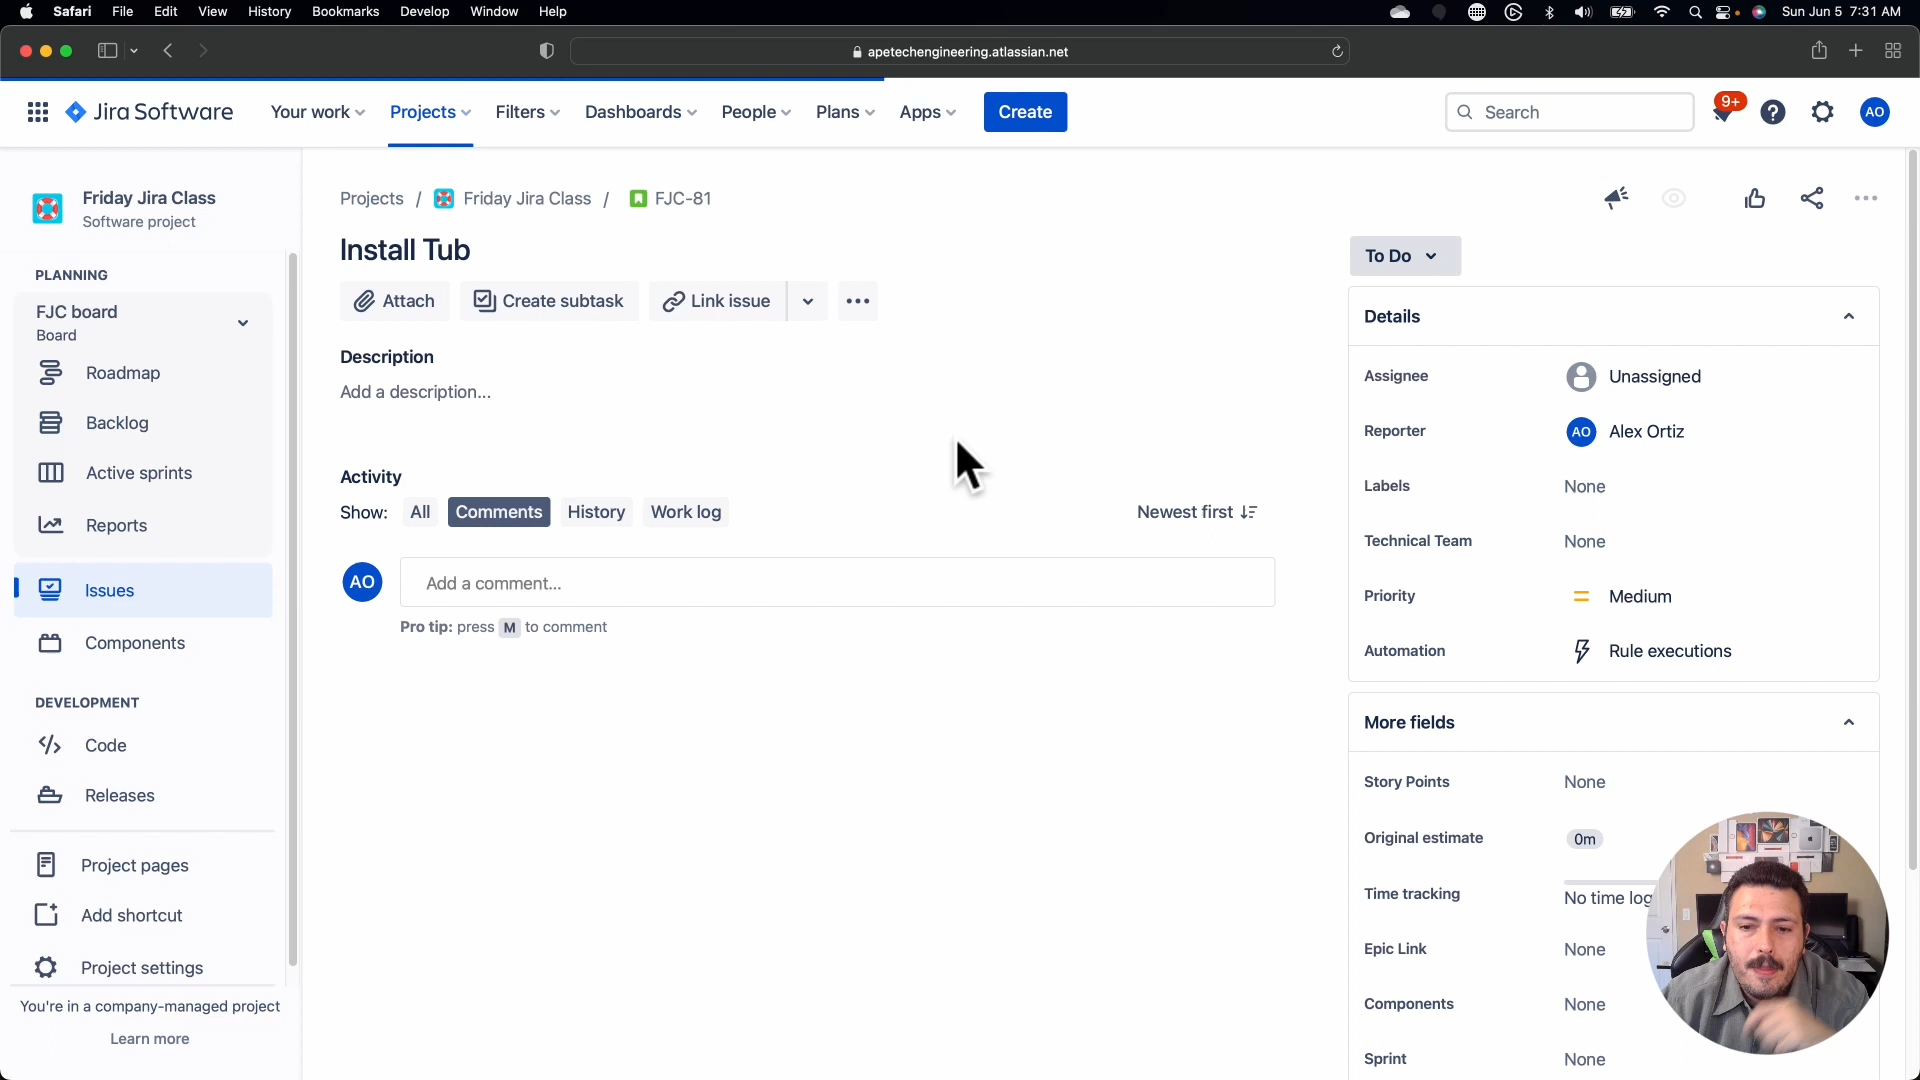 Safari File Edit View History Bookmarks Develop Window Help Sun Jun 5 7:31 AM
apetechengineering.atlassian.net
Jira Software Your work Projects Filters Dashboards People Plans Apps Create Search 9+ AO
Friday Jira Class
Software project
PLANNING
FJC board
Board
Roadmap
Backlog
Active sprints
Reports
Issues
Components
DEVELOPMENT
Code
Releases
Project pages
Add shortcut
Project settings
You're in a company-managed project
Learn more
Projects / Friday Jira Class / FJC-81
Install Tub
Attach Create subtask Link issue
Description
Add a description...
Activity
Show: All Comments History Work log Newest first
AO Add a comment...
Pro tip: press M to comment
To Do
Details
Assignee Unassigned
Reporter AO Alex Ortiz
Labels None
Technical Team None
Priority Medium
Automation Rule executions
More fields
Story Points None
Original estimate 0m
Time tracking No time log
Epic Link None
Components None
Sprint None